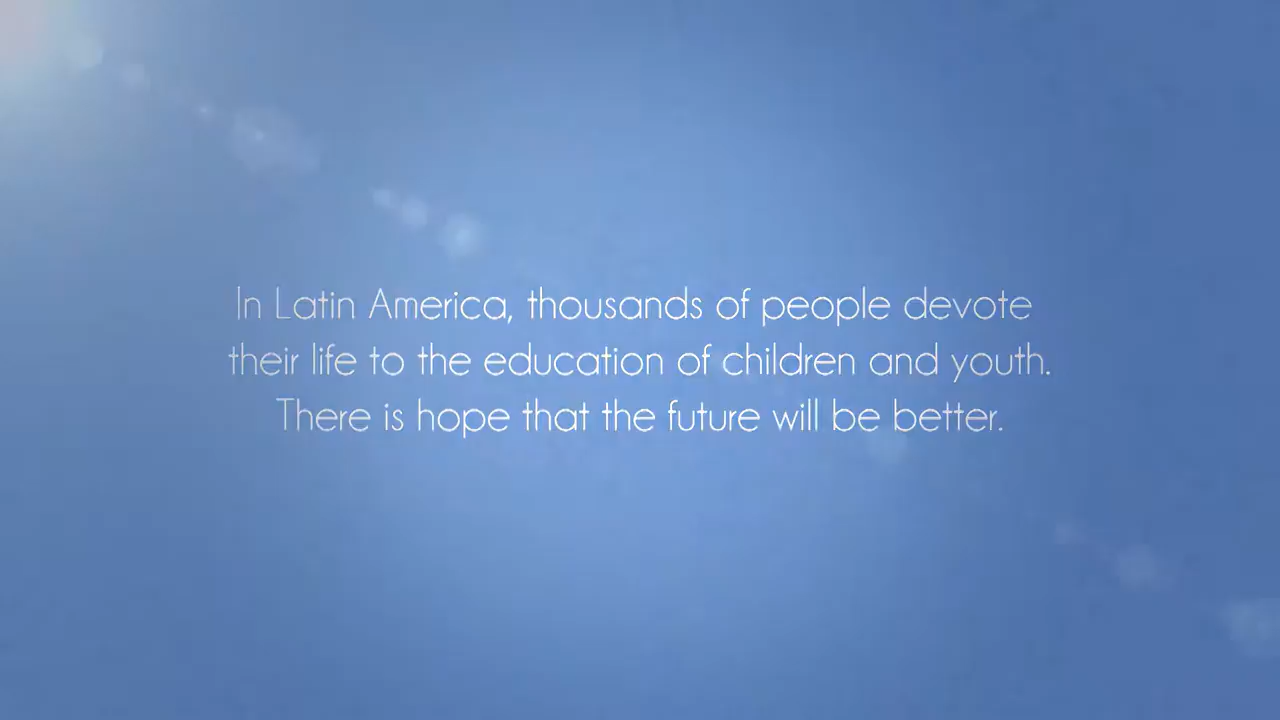 In Latin America, thousands of people devote
their life to the education of children and youth.
There is hope that the future will be better.